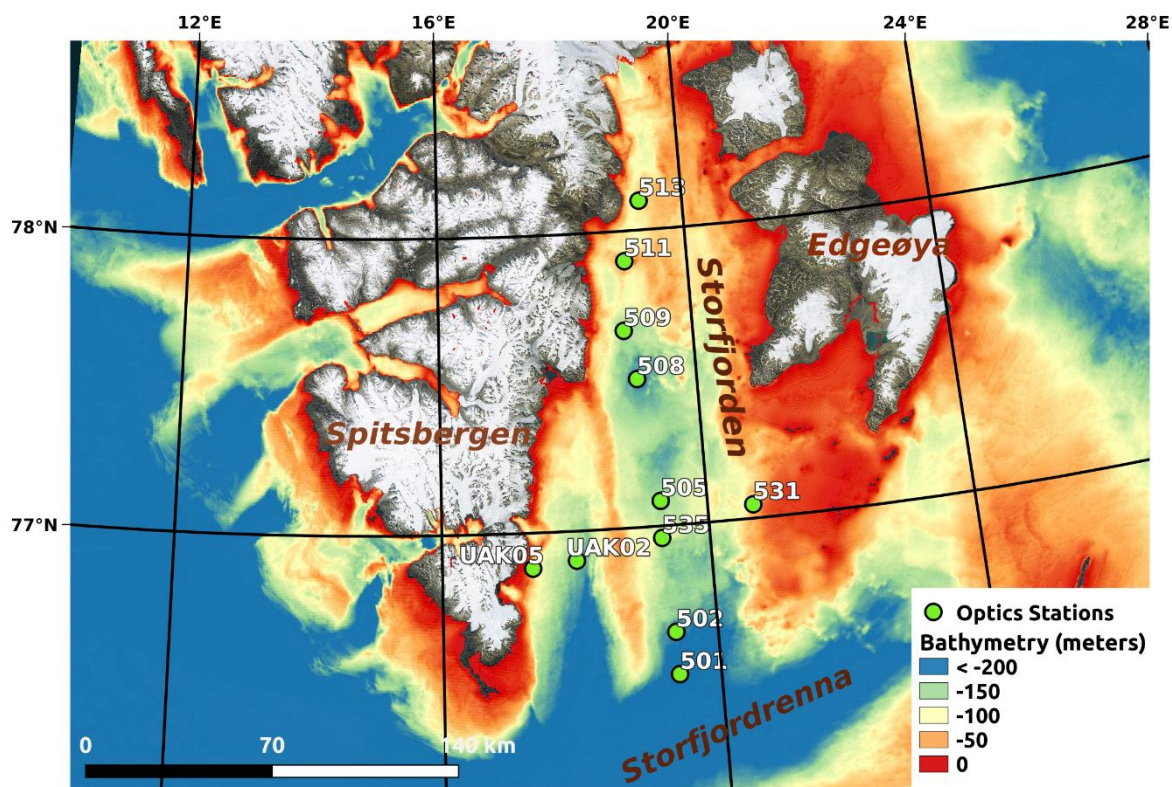 12°E
16°E
20°E
24°E
28°E
78°N
77°N
513
511
Edgeøya
Storfjorden
509
508
Spitsbergen
505
531
535
UAK05
UAK02
502
501
Storfjordrenna
0
70
140 km
Optics Stations
Bathymetry (meters)
< -200
-150
-100
-50
0